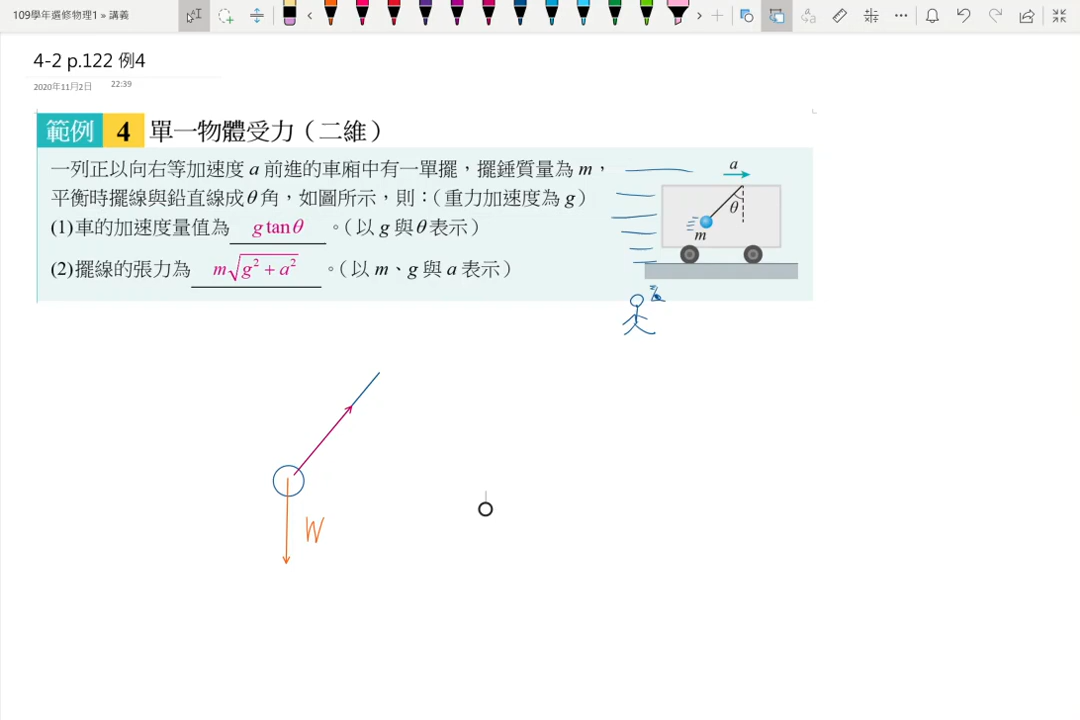 109學年選修物理1 » 講義
4-2 p.122 例4
2020年11月2日 22:39
範例 4 單一物體受力（二維）
一列正以向右等加速度 a 前進的車廂中有一單擺，擺錘質量為 m，
平衡時擺線與鉛直線成 θ 角，如圖所示，則：（重力加速度為 g）
(1)車的加速度量值為 g tanθ 。（以 g 與 θ 表示）
(2)擺線的張力為 m√(g²+a²) 。（以 m、g 與 a 表示）
a
θ
m
W